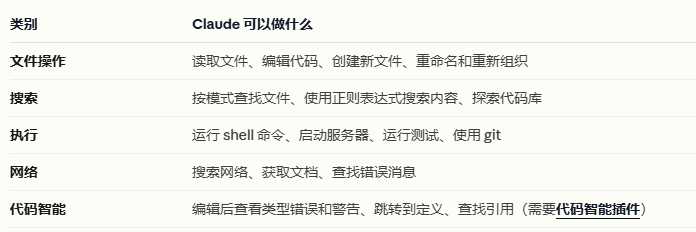 类别 Claude 可以做什么
文件操作 读取文件、编辑代码、创建新文件、重命名和重新组织
搜索 按模式查找文件、使用正则表达式搜索内容、探索代码库
执行 运行 shell 命令、启动服务器、运行测试、使用 git
网络 搜索网络、获取文档、查找错误消息
代码智能 编辑后查看类型错误和警告、跳转到定义、查找引用（需要代码智能插件）